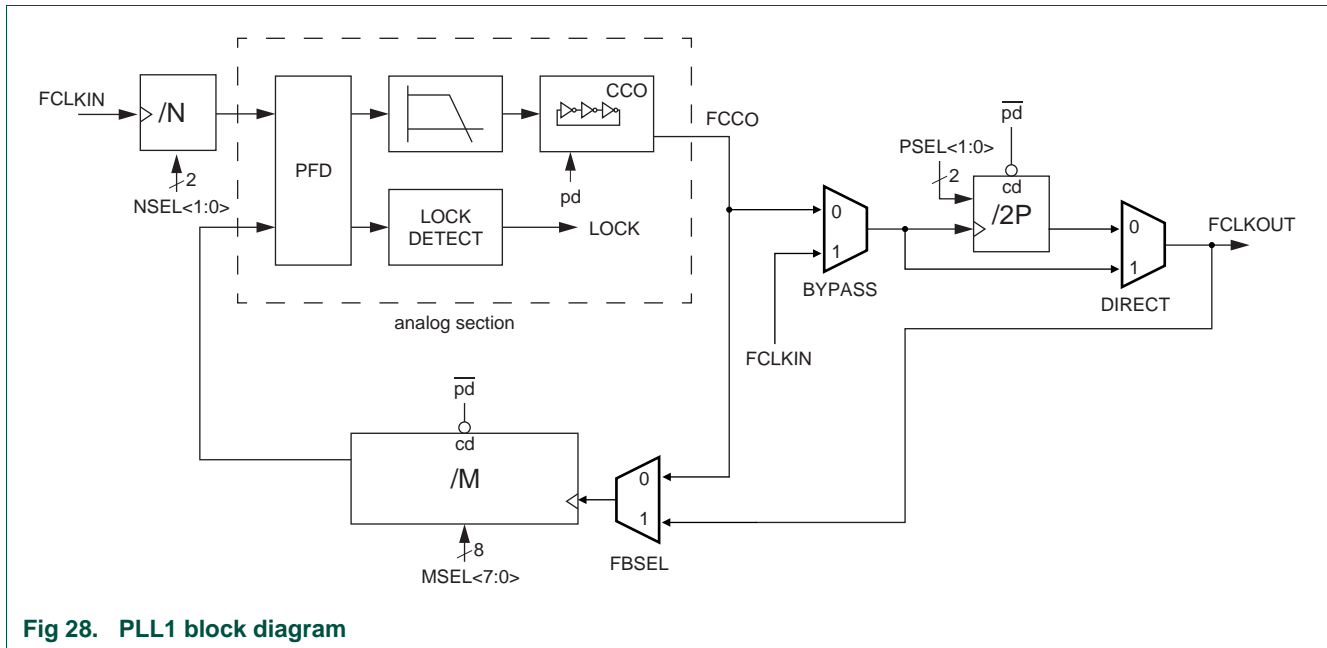 FCLKIN
/N
2
NSEL<1:0>
PFD
CCO
pd
LOCK
DETECT
LOCK
analog section
FCCO
0
1
BYPASS
FCLKIN
pd
PSEL<1:0>
2
cd
/2P
0
1
DIRECT
FCLKOUT
pd
cd
/M
8
MSEL<7:0>
0
1
FBSEL
Fig 28. PLL1 block diagram